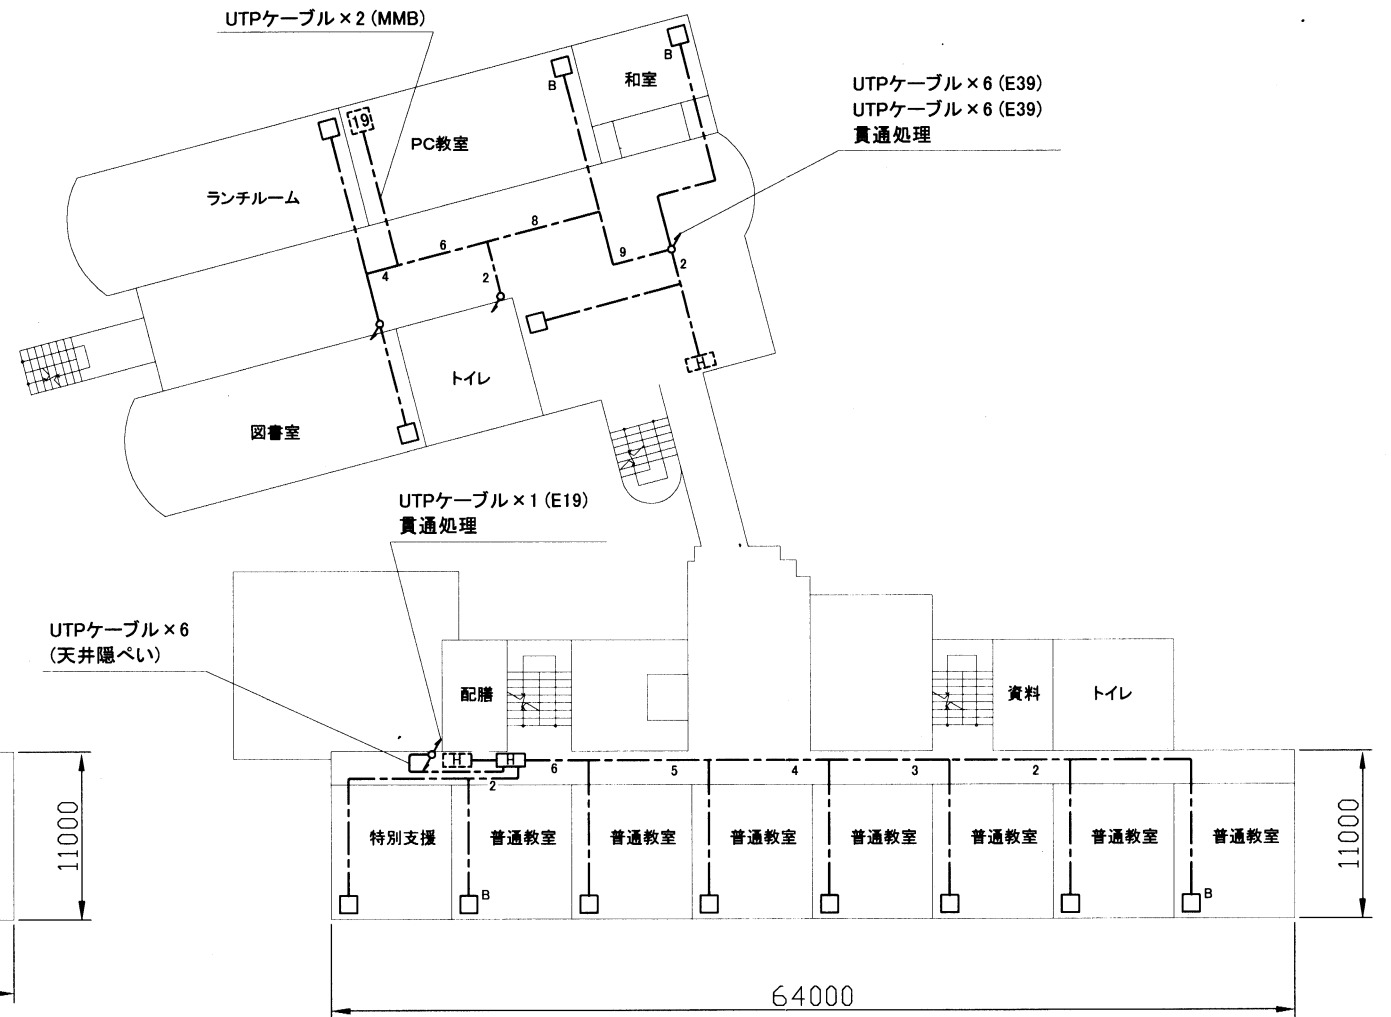 UTPケーブル×2 (MMB)
UTPケーブル×6 (E39)
UTPケーブル×6 (E39)
貫通処理
B
B
和室
19
PC教室
ランチルーム
8
6
9
4
2
2
H
トイレ
図書室
UTPケーブル×1 (E19)
貫通処理
UTPケーブル×6
(天井隠ぺい)
配膳
資料
トイレ
H
H
6
5
4
3
2
2
特別支援
普通教室
普通教室
普通教室
普通教室
普通教室
普通教室
普通教室
B
B
11000
11000
64000